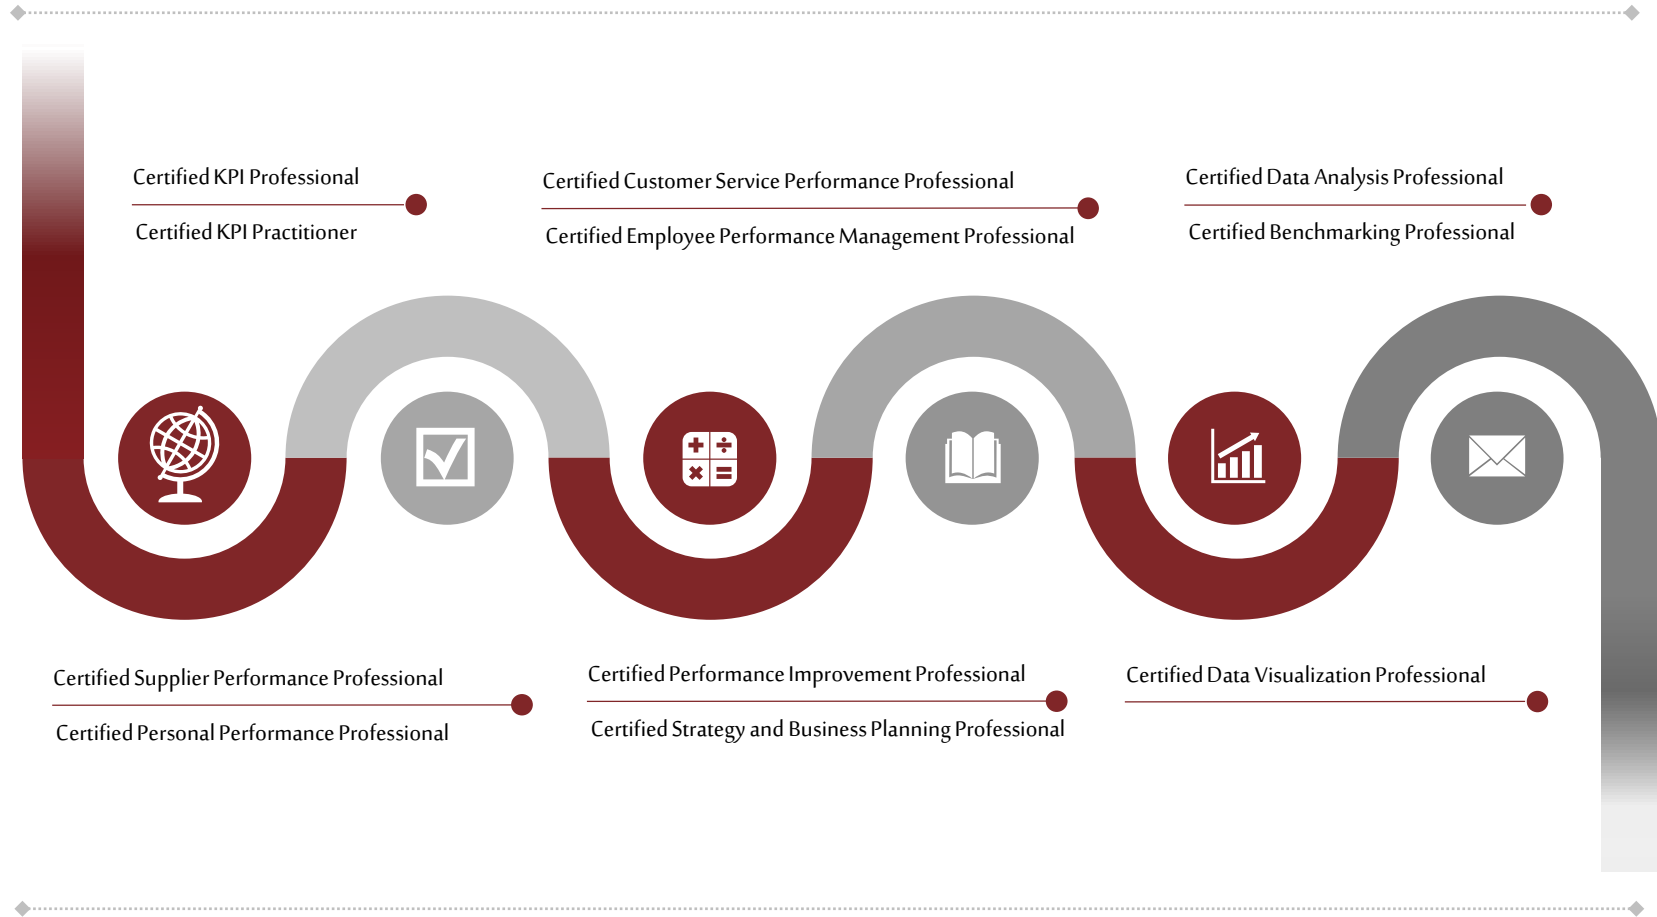 Certified KPI Professional
Certified KPI Practitioner
Certified Customer Service Performance Professional
Certified Employee Performance Management Professional
Certified Data Analysis Professional
Certified Benchmarking Professional
Certified Supplier Performance Professional
Certified Personal Performance Professional
Certified Performance Improvement Professional
Certified Strategy and Business Planning Professional
Certified Data Visualization Professional